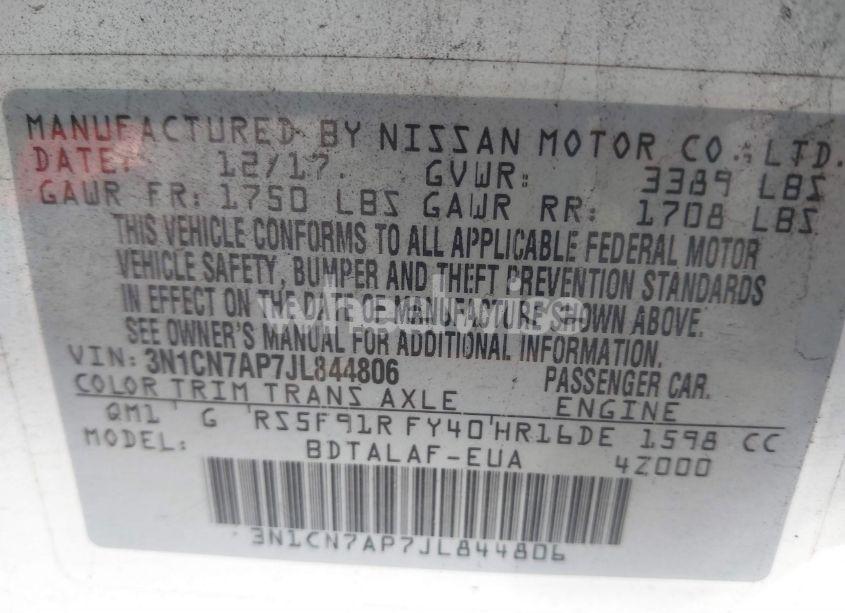 MANUFACTURED BY NISSAN MOTOR CO., LTD.
DATE: 12/17. GVWR: 3389 LBS
GAWR FR: 1750 LBS GAWR RR: 1708 LBS
THIS VEHICLE CONFORMS TO ALL APPLICABLE FEDERAL MOTOR
VEHICLE SAFETY, BUMPER AND THEFT PREVENTION STANDARDS
IN EFFECT ON THE DATE OF MANUFACTURE SHOWN ABOVE.
SEE OWNER'S MANUAL FOR ADDITIONAL INFORMATION.
VIN: 3N1CN7AP7JL844806 PASSENGER CAR.
COLOR TRIM TRANS AXLE ENGINE
QM1 G RS5F91R FY40 HR16DE 1598 CC
MODEL: BDTALAF-EUA 4Z000
3N1CN7AP7JL844806